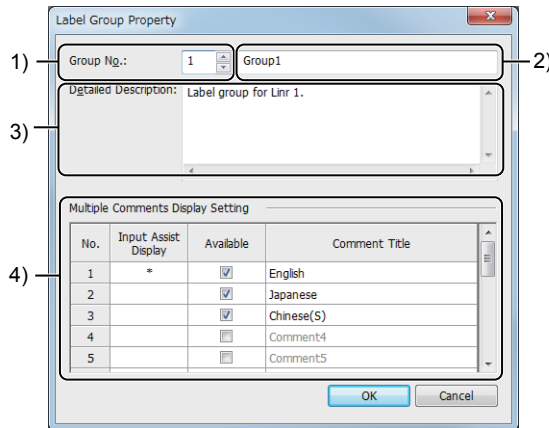 Label Group Property
1) Group No.: 1 Group1 2)
3) Detailed Description: Label group for Linr 1.
Multiple Comments Display Setting
No. Input Assist Display Available Comment Title
4) 1 * English
2 Japanese
3 Chinese(S)
4 Comment4
5 Comment5
OK Cancel